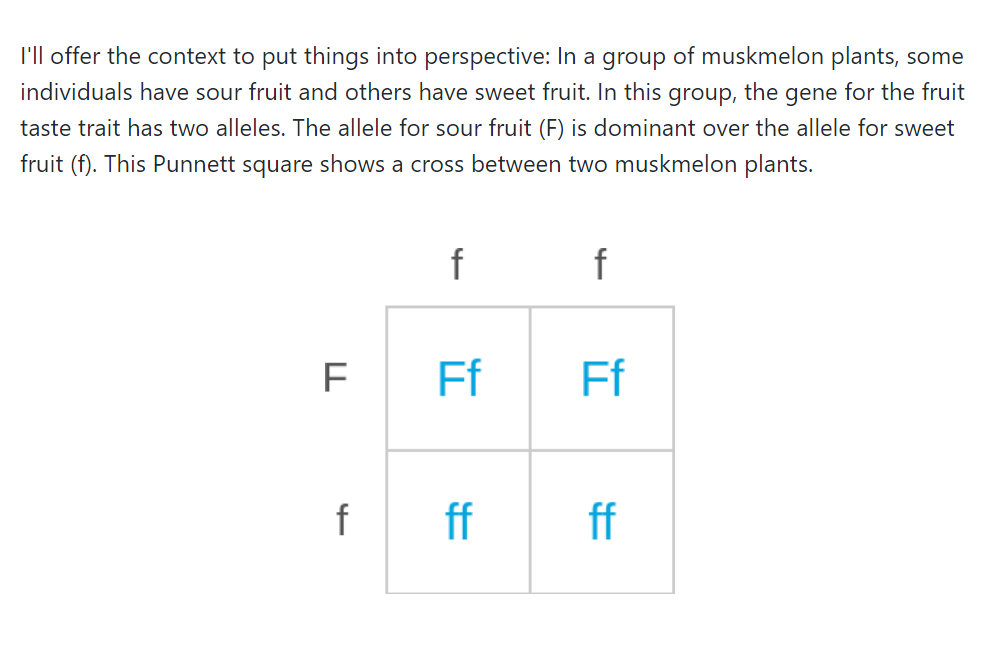 I'll offer the context to put things into perspective: In a group of muskmelon plants, some
individuals have sour fruit and others have sweet fruit. In this group, the gene for the fruit
taste trait has two alleles. The allele for sour fruit (F) is dominant over the allele for sweet
fruit (f). This Punnett square shows a cross between two muskmelon plants.
f f
F Ff Ff
f ff ff